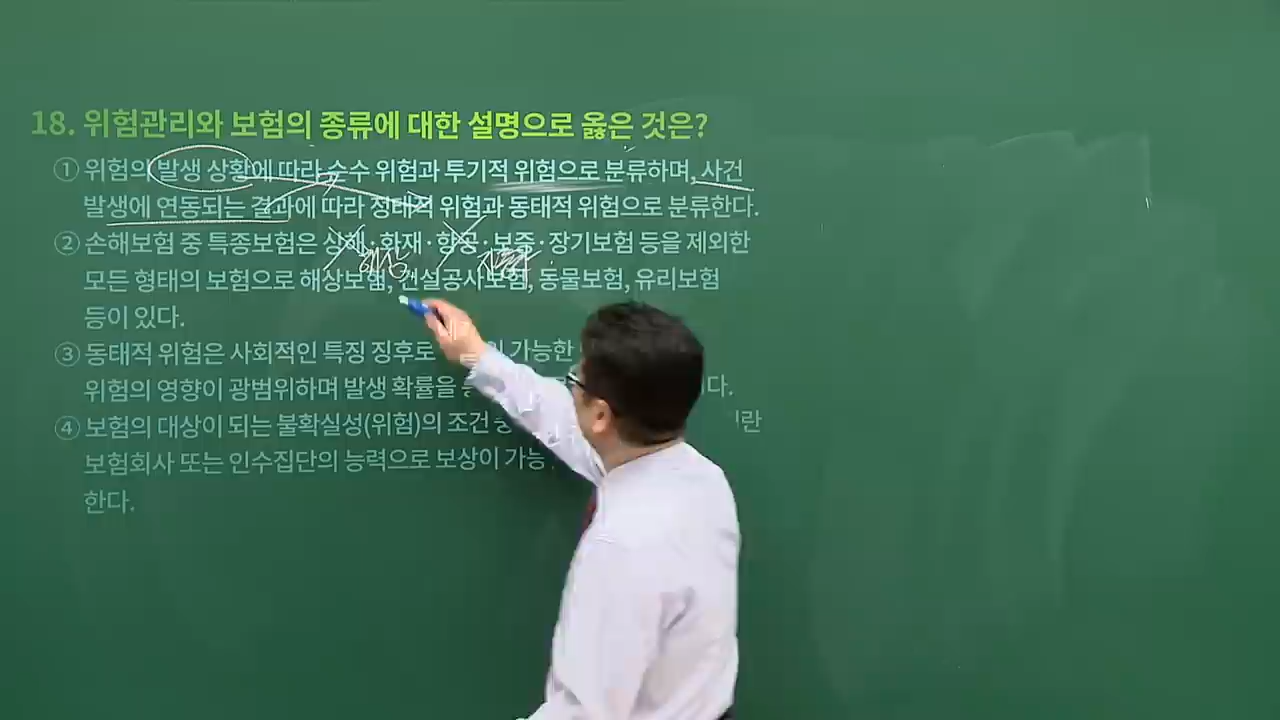 18. 위험관리와 보험의 종류에 대한 설명으로 옳은 것은?
① 위험의 발생 상황에 따라 순수 위험과 투기적 위험으로 분류하며, 사건
발생에 연동되는 결과에 따라 정태적 위험과 동태적 위험으로 분류한다.
② 손해보험 중 특종보험은 상해·화재·항공·보증·장기보험 등을 제외한
해상
모든 형태의 보험으로 해상보험, 건설공사보험, 동물보험, 유리보험
등이 있다.
③ 동태적 위험은 사회적인 특징 징후로 가능한
위험의 영향이 광범위하며 발생 확률을 다.
④ 보험의 대상이 되는 불확실성(위험)의 조건 란
보험회사 또는 인수집단의 능력으로 보상이 가능
한다.